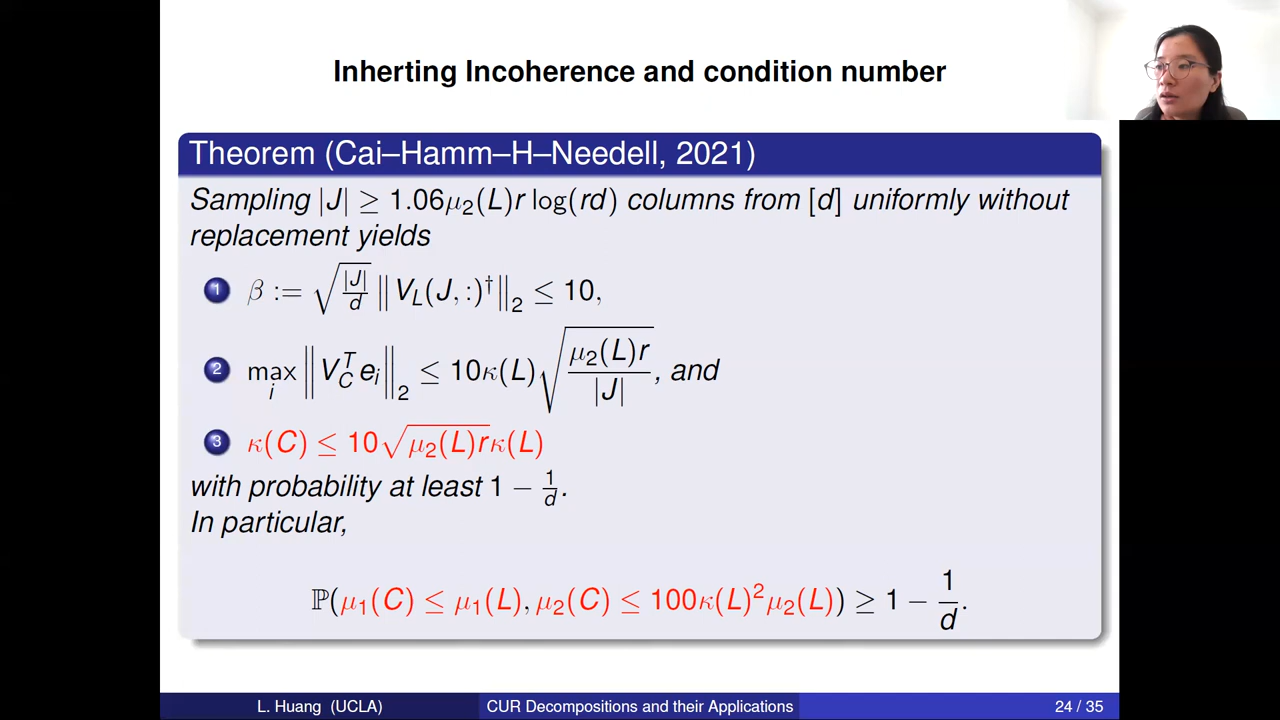 Inherting Incoherence and condition number
Theorem (Cai–Hamm–H–Needell, 2021)
Sampling |J| ≥ 1.06μ₂(L)r log(rd) columns from [d] uniformly without
replacement yields
1 β := √(|J|/d) ‖V_L(J,:)†‖₂ ≤ 10,
2 max_i ‖V_C^T e_i‖₂ ≤ 10κ(L)√(μ₂(L)r/|J|), and
3 κ(C) ≤ 10√(μ₂(L)r)κ(L)
with probability at least 1 − 1/d.
In particular,
ℙ(μ₁(C) ≤ μ₁(L), μ₂(C) ≤ 100κ(L)²μ₂(L)) ≥ 1 − 1/d.
L. Huang (UCLA) CUR Decompositions and their Applications 24 / 35